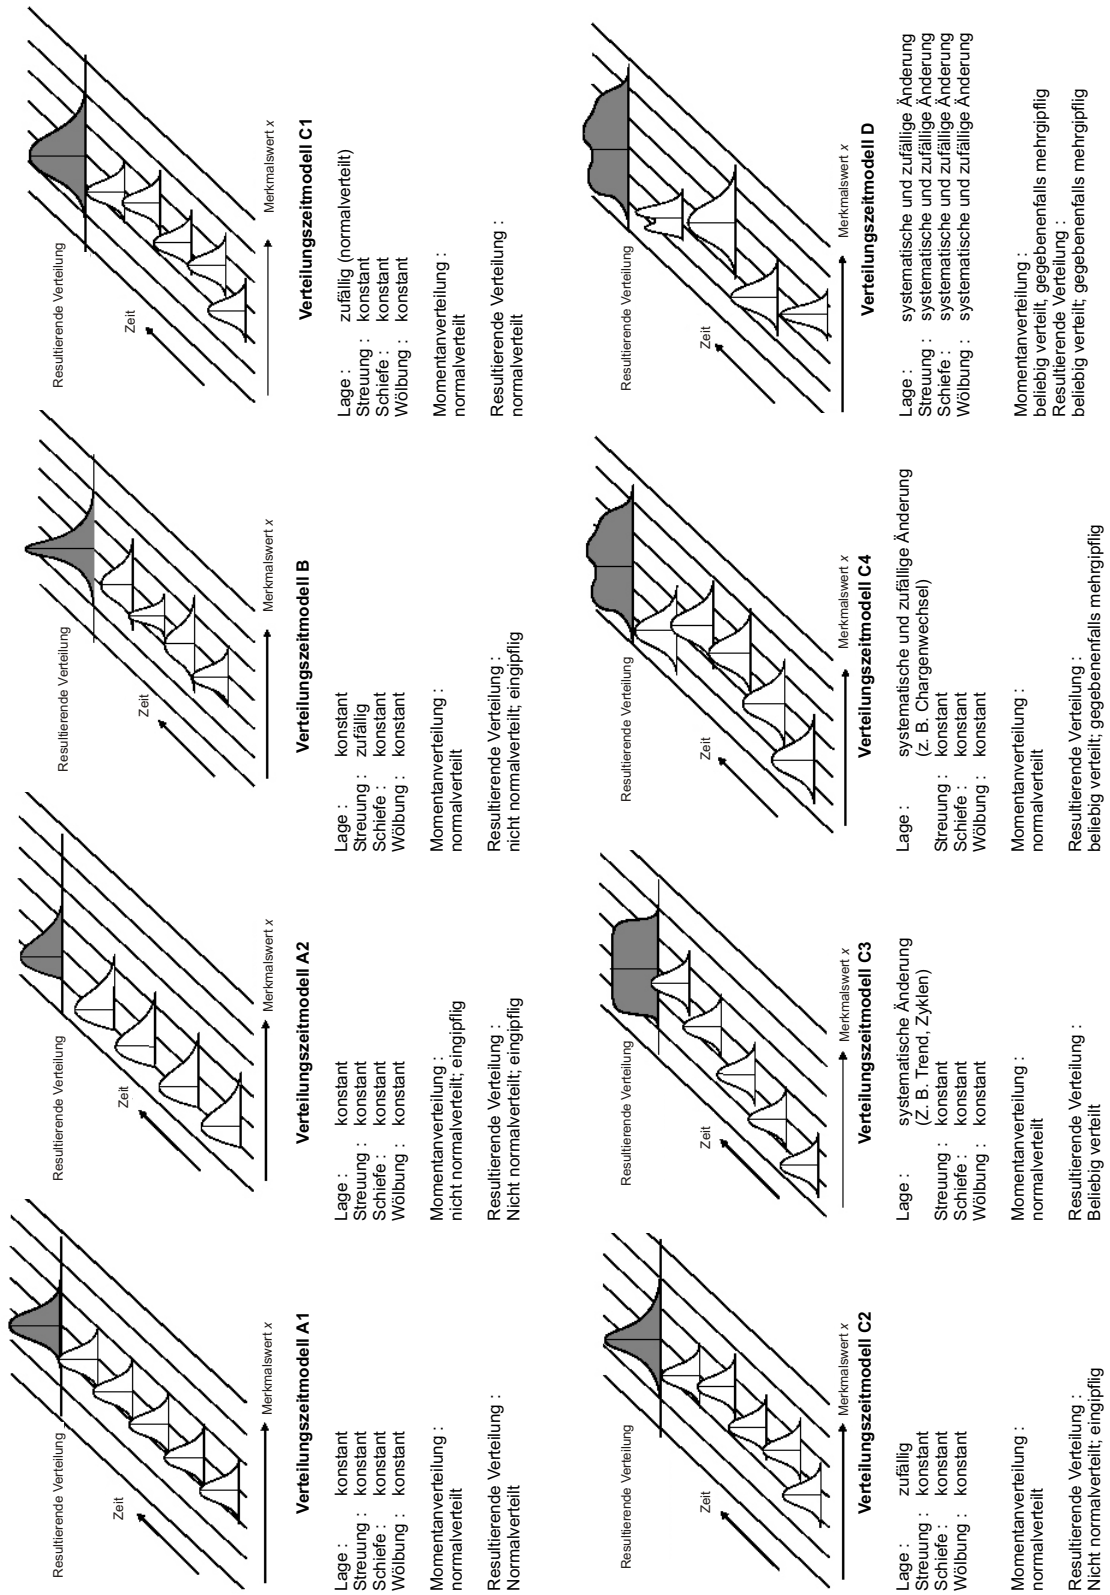 Resultierende Verteilung
Zeit
Merkmalswert x
Verteilungszeitmodell A1
Lage : konstant
Streuung : konstant
Schiefe : konstant
Wölbung : konstant
Momentanverteilung :
normalverteilt
Resultierende Verteilung :
Normalverteilt
Resultierende Verteilung
Zeit
Merkmalswert x
Verteilungszeitmodell A2
Lage : konstant
Streuung : konstant
Schiefe : konstant
Wölbung : konstant
Momentanverteilung :
nicht normalverteilt; eingipflig
Resultierende Verteilung :
Nicht normalverteilt; eingipflig
Resultierende Verteilung
Zeit
Merkmalswert x
Verteilungszeitmodell B
Lage : konstant
Streuung : zufällig
Schiefe : konstant
Wölbung : konstant
Momentanverteilung :
normalverteilt
Resultierende Verteilung :
nicht normalverteilt; eingipflig
Resultierende Verteilung
Zeit
Merkmalswert x
Verteilungszeitmodell C1
Lage : zufällig (normalverteilt)
Streuung : konstant
Schiefe : konstant
Wölbung : konstant
Momentanverteilung :
normalverteilt
Resultierende Verteilung :
normalverteilt
Resultierende Verteilung
Zeit
Merkmalswert x
Verteilungszeitmodell C2
Lage : zufällig
Streuung : konstant
Schiefe : konstant
Wölbung : konstant
Momentanverteilung :
normalverteilt
Resultierende Verteilung :
Nicht normalverteilt; eingipflig
Resultierende Verteilung
Zeit
Merkmalswert x
Verteilungszeitmodell C3
Lage : systematische Änderung
(Z. B. Trend, Zyklen)
Streuung : konstant
Schiefe : konstant
Wölbung : konstant
Momentanverteilung :
normalverteilt
Resultierende Verteilung :
Beliebig verteilt
Resultierende Verteilung
Zeit
Merkmalswert x
Verteilungszeitmodell C4
Lage : systematische und zufällige Änderung
(z. B. Chargenwechsel)
Streuung : konstant
Schiefe : konstant
Wölbung : konstant
Momentanverteilung :
normalverteilt
Resultierende Verteilung :
beliebig verteilt; gegebenenfalls mehrgipflig
Resultierende Verteilung
Zeit
Merkmalswert x
Verteilungszeitmodell D
Lage : systematische und zufällige Änderung
Streuung : systematische und zufällige Änderung
Schiefe : systematische und zufällige Änderung
Wölbung : systematische und zufällige Änderung
Momentanverteilung :
beliebig verteilt, gegebenenfalls mehrgipflig
Resultierende Verteilung :
beliebig verteilt; gegebenenfalls mehrgipflig